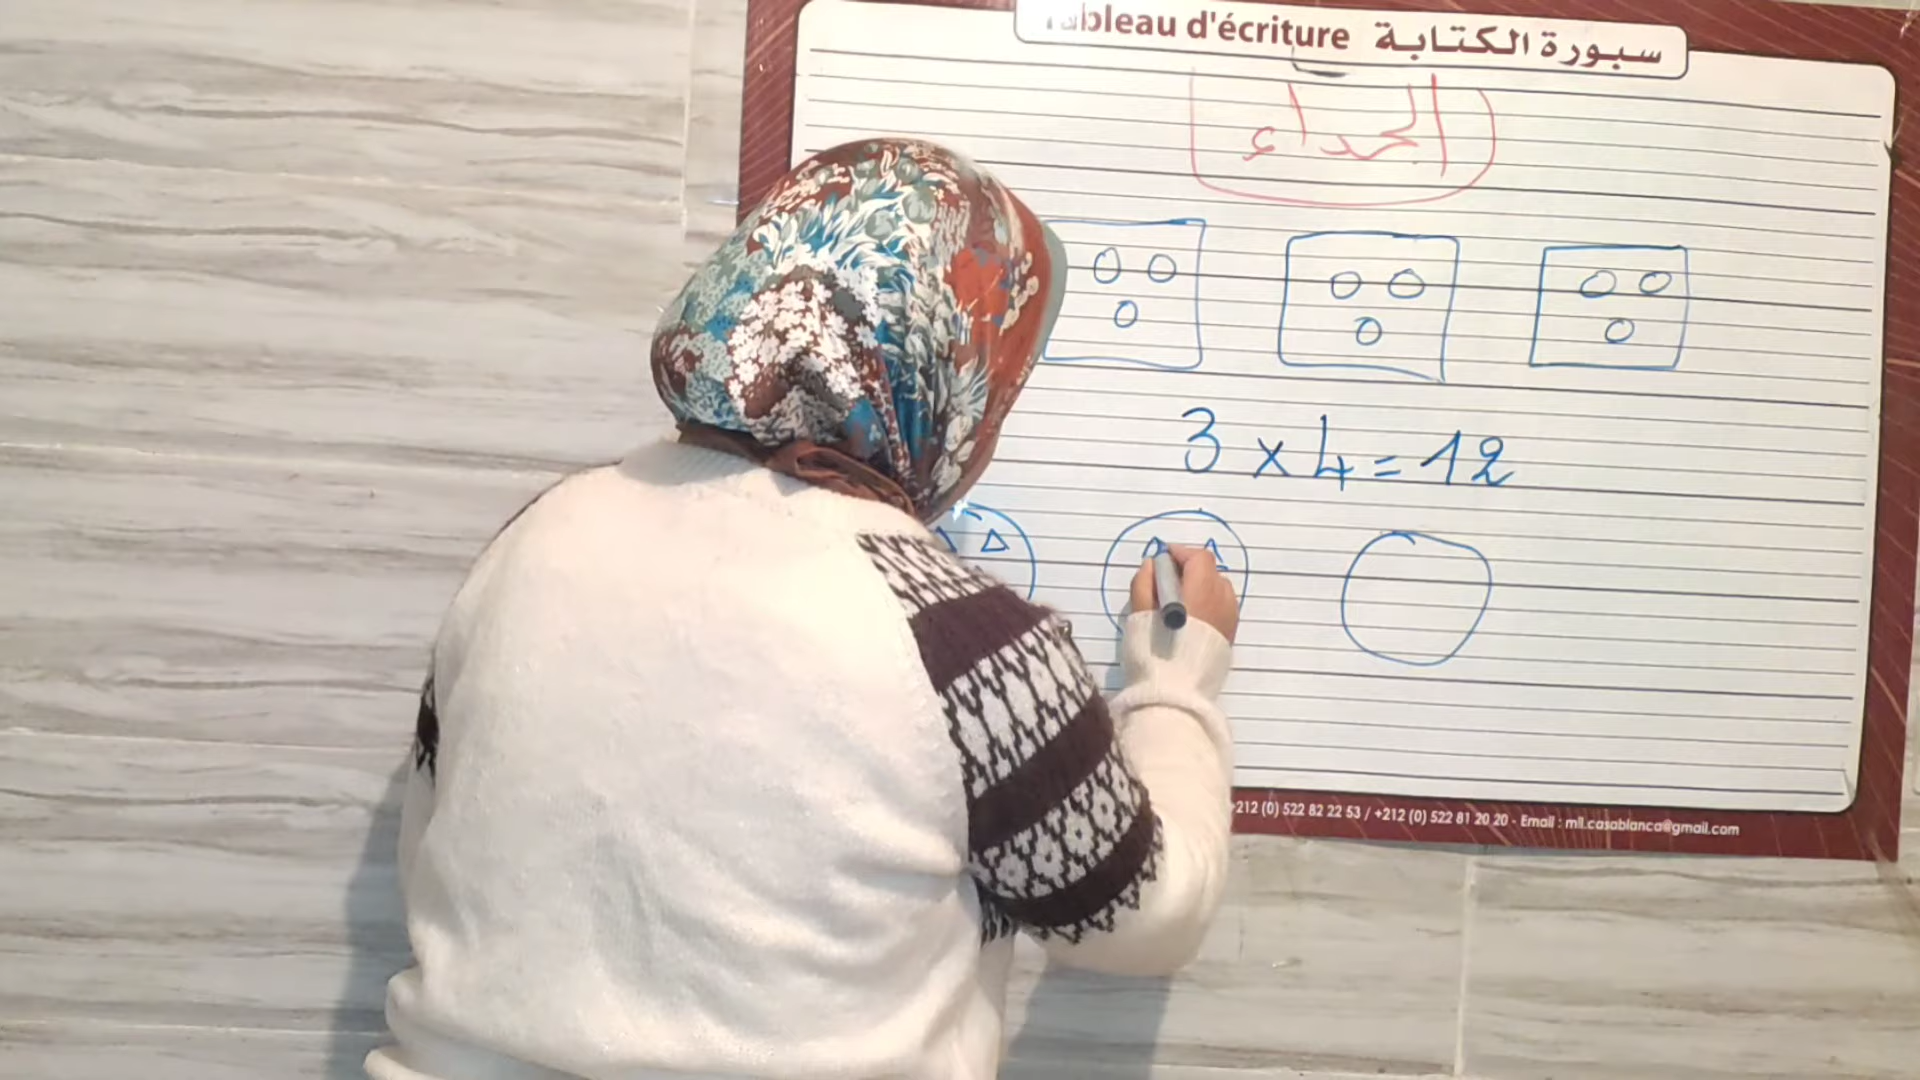 Tableau d'écriture سبورة الكتابة
الجداء
3 x 4 = 12
+212 (0) 522 82 22 53 / +212 (0) 522 81 20 20 - Email : mll.casablanca@gmail.com